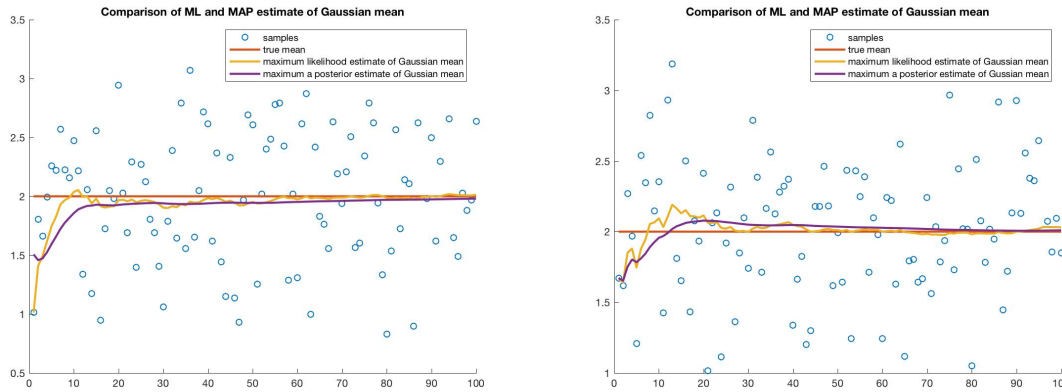 Comparison of ML and MAP estimate of Gaussian mean
3.5
3
2.5
2
1.5
1
0.5
0 10 20 30 40 50 60 70 80 90 100
samples
true mean
maximum likelihood estimate of Gaussian mean
maximum a posterior estimate of Gussian mean
Comparison of ML and MAP estimate of Gaussian mean
3.5
3
2.5
2
1.5
1
0 10 20 30 40 50 60 70 80 90 100
samples
true mean
maximum likelihood estimate of Gaussian mean
maximum a posterior estimate of Gussian mean